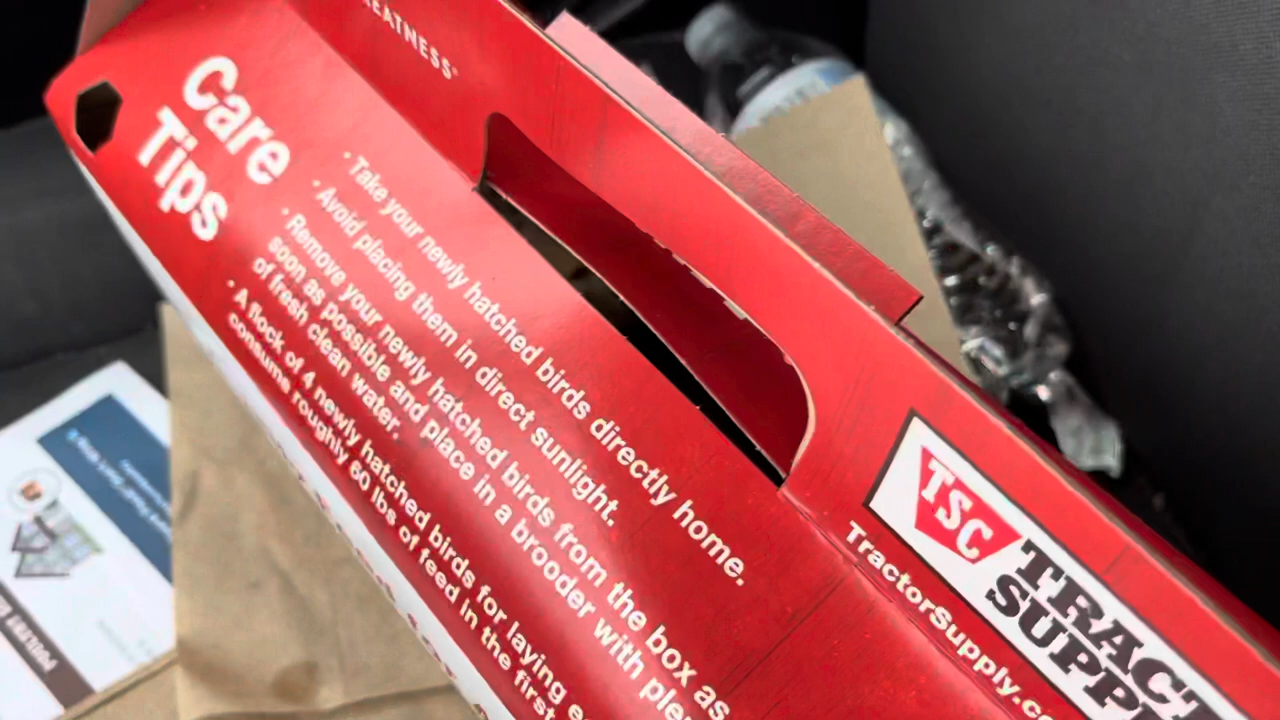 EATNESS
Care
Tips
· Take your newly hatched birds directly home.
· Avoid placing them in direct sunlight.
· Remove your newly hatched birds from the box as
soon as possible and place in a brooder with ple
of fresh clean water.
· A flock of 4 newly hatched birds for laying e
consume roughly 60 lbs of feed in the first
TSC
TRACT
SUPPL
TractorSupply.co